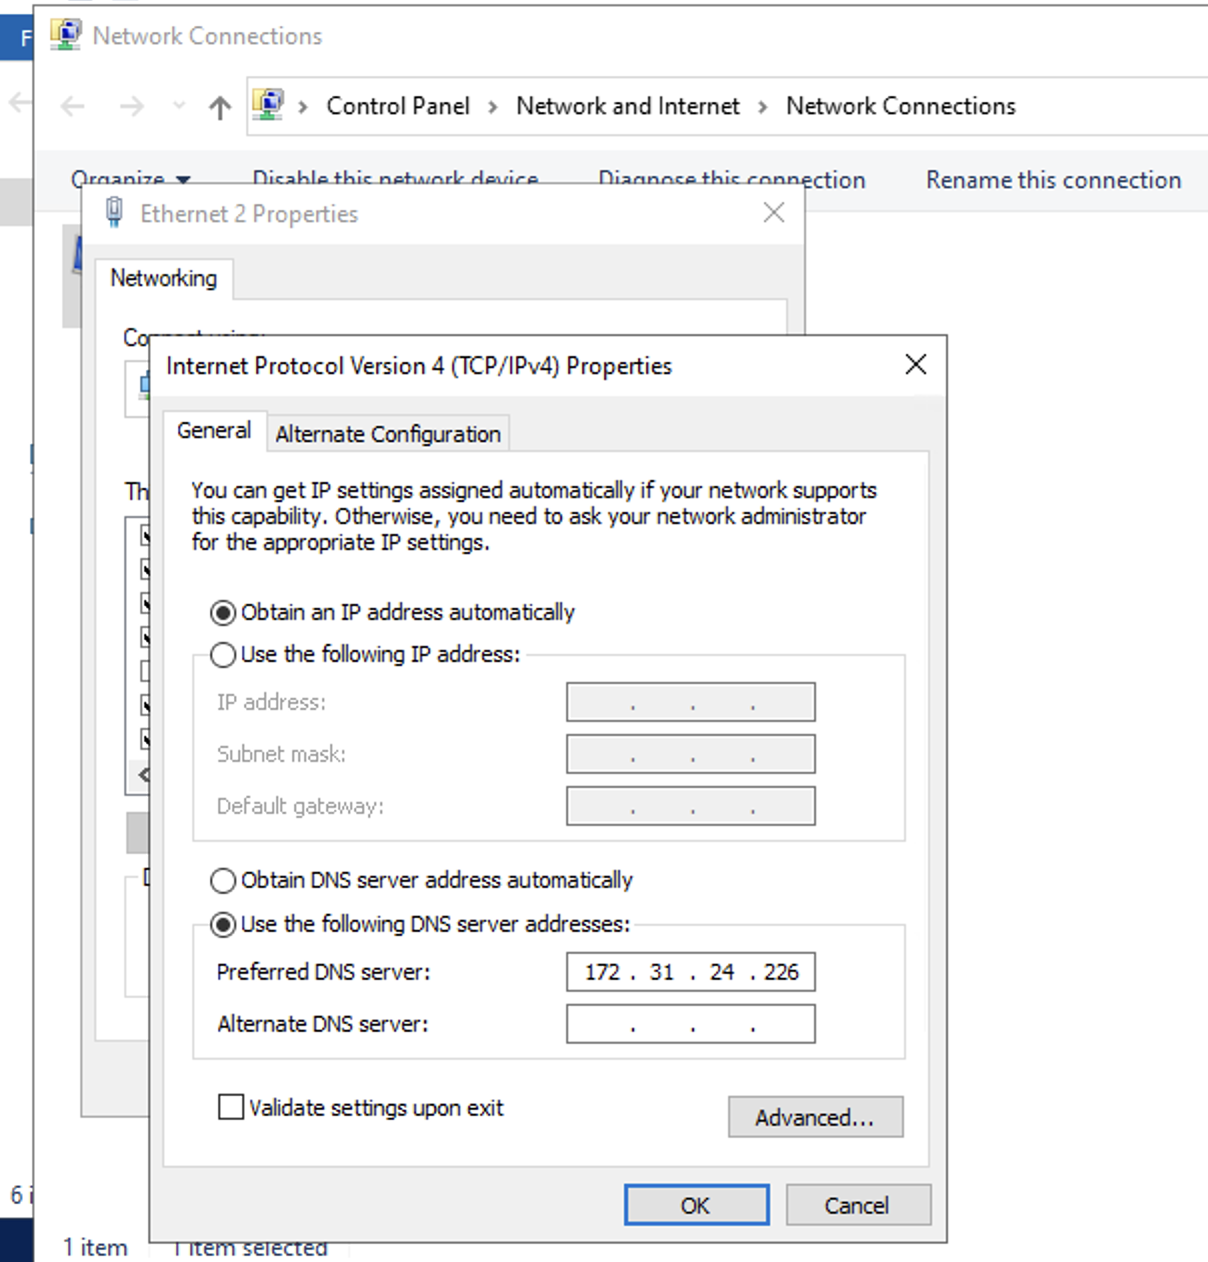 F
Network Connections
Control Panel > Network and Internet > Network Connections
Organize Disable this network device Diagnose this connection Rename this connection
Ethernet 2 Properties
Networking
Connect using:
Internet Protocol Version 4 (TCP/IPv4) Properties
General Alternate Configuration
Th
You can get IP settings assigned automatically if your network supports
this capability. Otherwise, you need to ask your network administrator
for the appropriate IP settings.
Obtain an IP address automatically
Use the following IP address:
IP address: . . .
Subnet mask: . . .
Default gateway: . . .
Obtain DNS server address automatically
Use the following DNS server addresses:
Preferred DNS server: 172 . 31 . 24 . 226
Alternate DNS server: . . .
Validate settings upon exit
Advanced...
OK Cancel
6 i
1 item 1 item selected